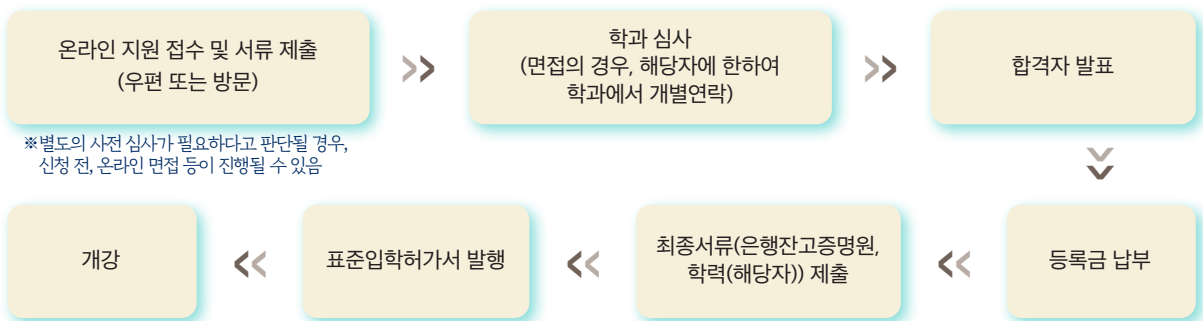 온라인 지원 접수 및 서류 제출
(우편 또는 방문)
※별도의 사전 심사가 필요하다고 판단될 경우,
신청 전, 온라인 면접 등이 진행될 수 있음
학과 심사
(면접의 경우, 해당자에 한하여
학과에서 개별연락)
합격자 발표
등록금 납부
최종서류(은행잔고증명원,
학력(해당자)) 제출
표준입학허가서 발행
개강